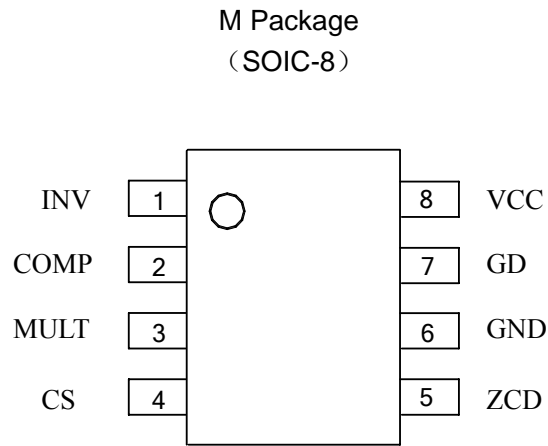 M Package
（SOIC-8）
INV 1 8 VCC
COMP 2 7 GD
MULT 3 6 GND
CS 4 5 ZCD